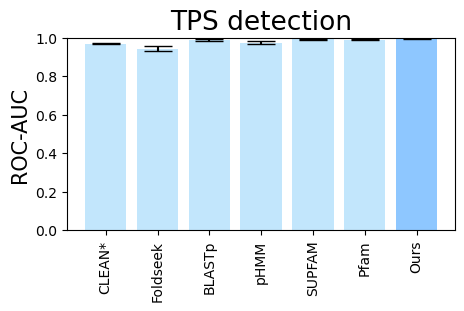 TPS detection
ROC-AUC
1.0
0.8
0.6
0.4
0.2
0.0
CLEAN*
Foldseek
BLASTp
pHMM
SUPFAM
Pfam
Ours